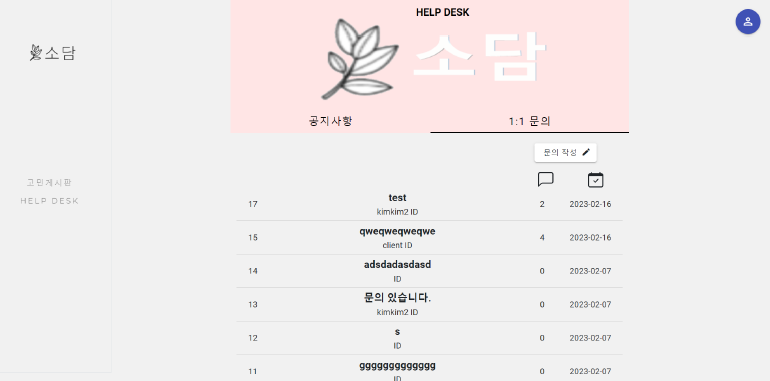 소담
고민게시판
HELP DESK
HELP DESK
소담
공지사항
1:1 문의
문의 작성
17 test 2 2023-02-16
kimkim2 ID
15 qweqweqweqwe 4 2023-02-16
client ID
14 adsdadasdasd 0 2023-02-07
ID
13 문의 있습니다. 0 2023-02-07
kimkim2 ID
12 s 0 2023-02-07
ID
11 ggggggggggggg 0 2023-02-07
ID